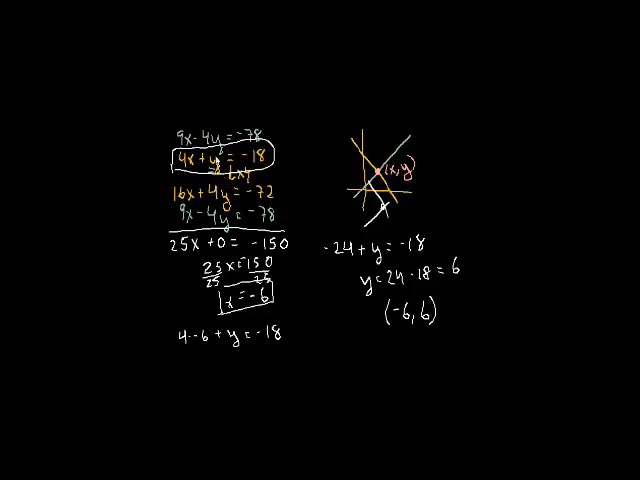 9x-4y = -78
4x+y = -18
16x+4y = -72
9x-4y = -78
25x+0 = -150
25x=-150
25 25
x=-6
4·-6+y=-18
(x,y)
-24+y=-18
y=24-18=6
(-6,6)